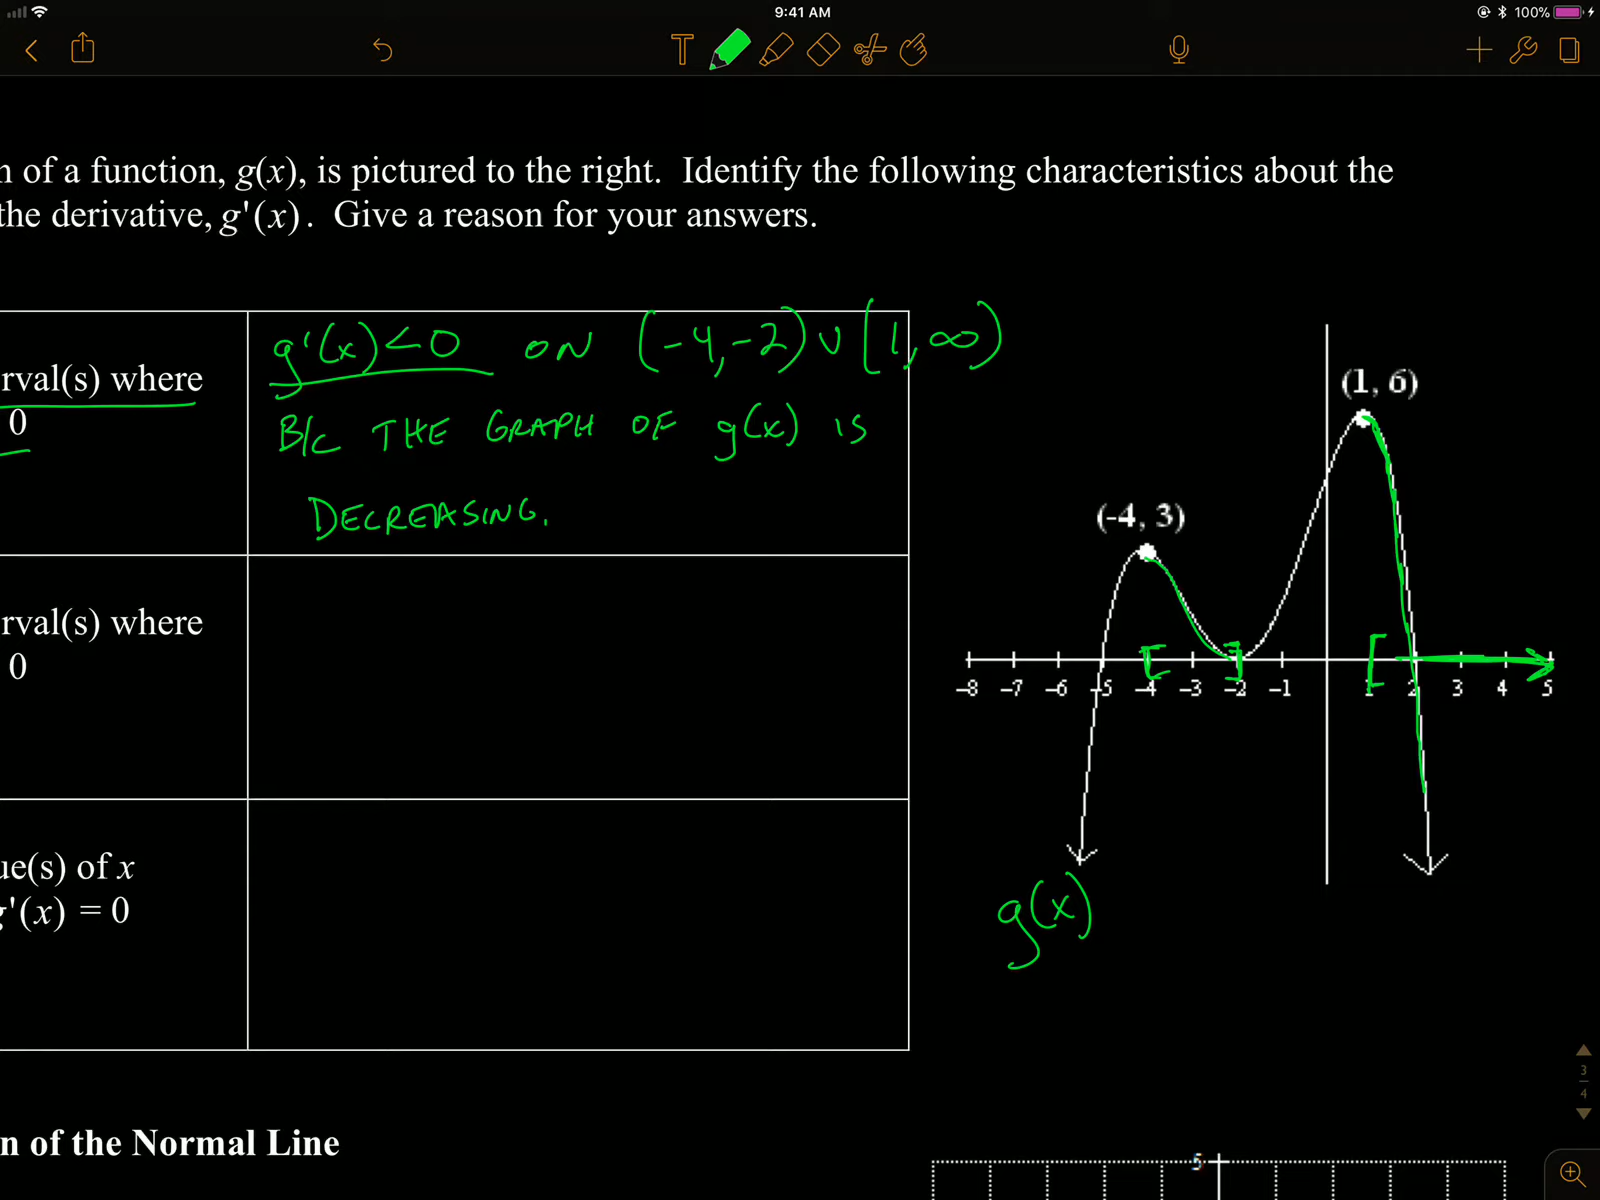 9:41 AM
100%
T
n of a function, g(x), is pictured to the right. Identify the following characteristics about the
the derivative, g'(x). Give a reason for your answers.
rval(s) where
0
g'(x)<0 ON (-4,-2)∪(1,∞)
B/C THE GRAPH OF g(x) IS
DECREASING.
rval(s) where
0
ue(s) of x
g'(x) = 0
(1, 6)
(-4, 3)
-8 -7 -6 -5 -4 -3 -2 -1 1 2 3 4 5
g(x)
3
4
n of the Normal Line
5